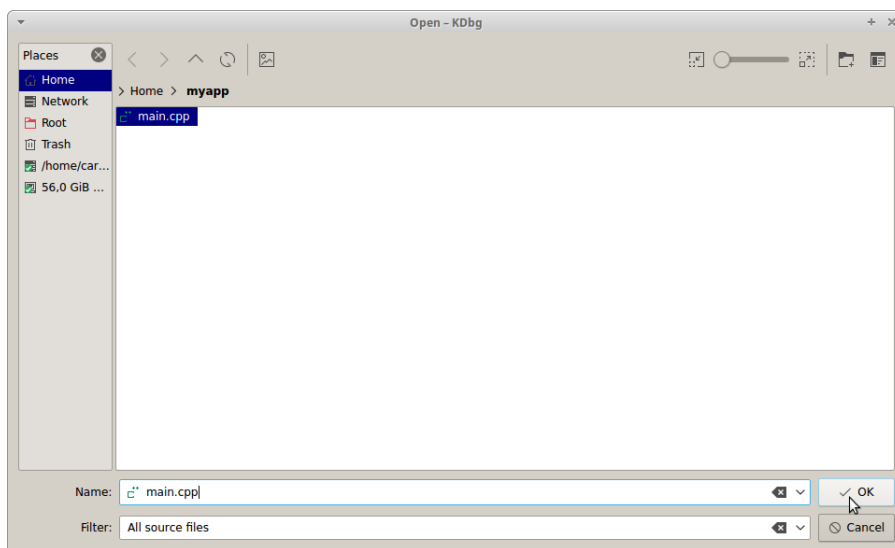 Open – KDbg
Places
Home
Network
Root
Trash
/home/car...
56,0 GiB ...
> Home > myapp
main.cpp
Name: main.cpp
OK
Filter: All source files
Cancel